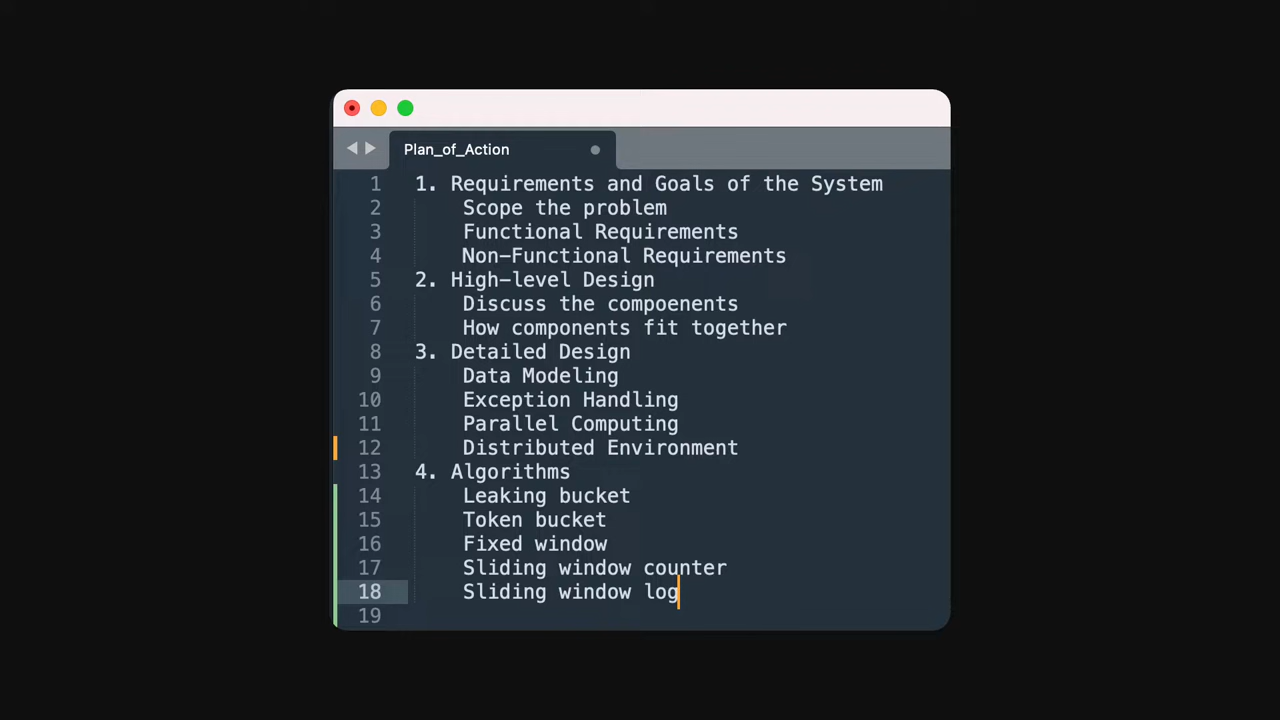 Plan_of_Action
1 1. Requirements and Goals of the System
2 Scope the problem
3 Functional Requirements
4 Non-Functional Requirements
5 2. High-level Design
6 Discuss the compoenents
7 How components fit together
8 3. Detailed Design
9 Data Modeling
10 Exception Handling
11 Parallel Computing
12 Distributed Environment
13 4. Algorithms
14 Leaking bucket
15 Token bucket
16 Fixed window
17 Sliding window counter
18 Sliding window log
19